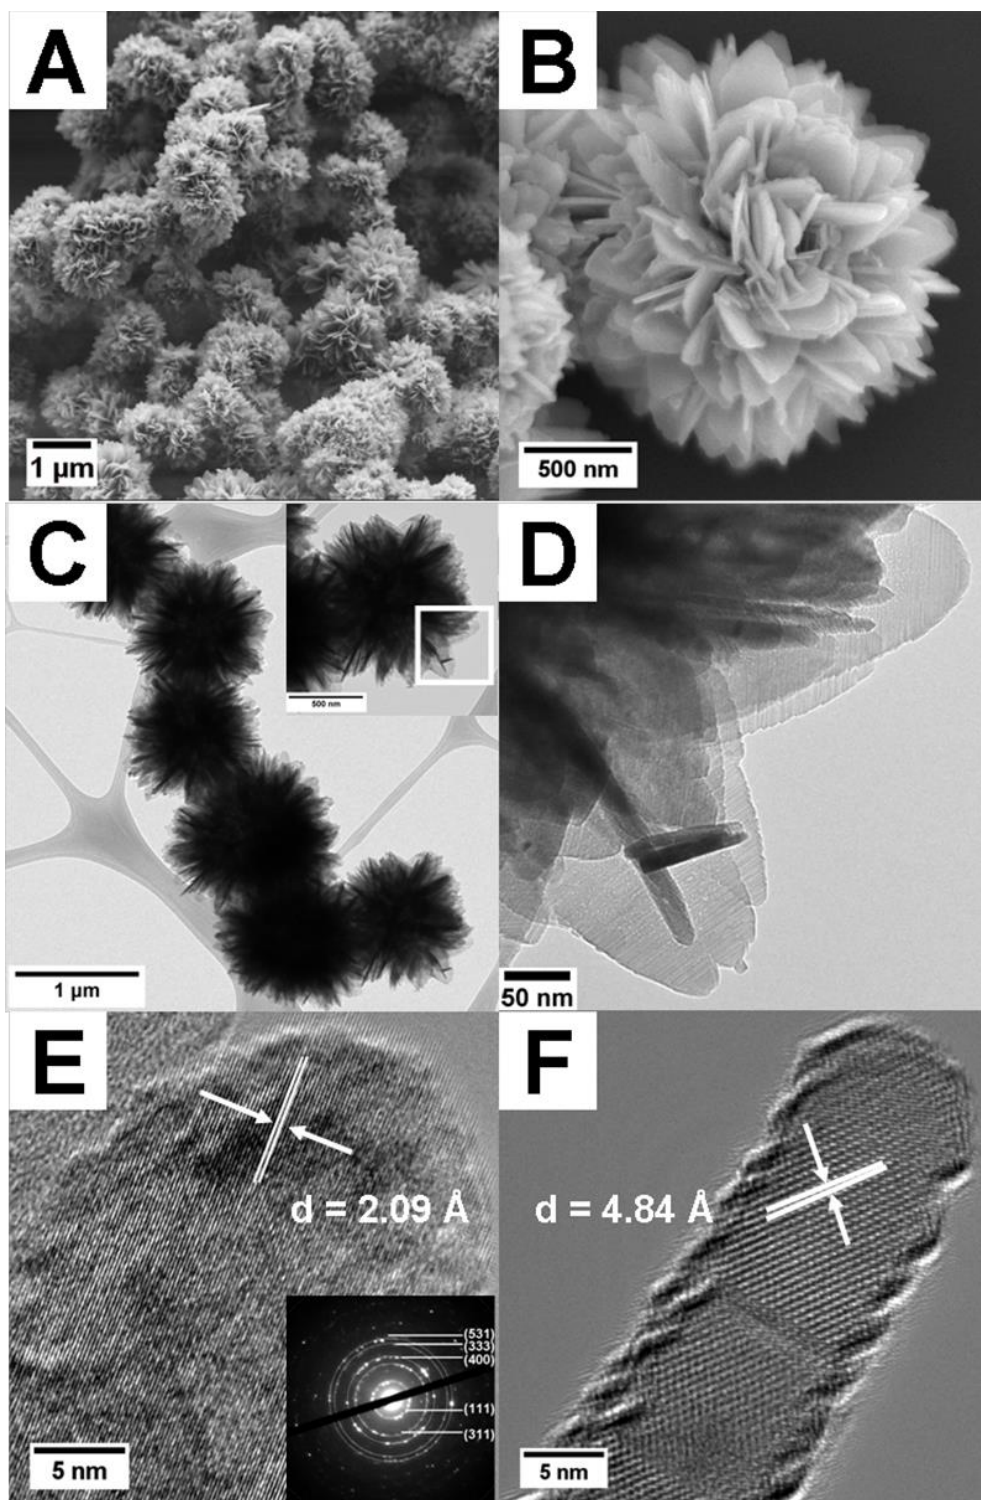 A
1 µm
B
500 nm
C
500 nm
1 µm
D
50 nm
E
d = 2.09 Å
(531)
(333)
(400)
(111)
(311)
5 nm
F
d = 4.84 Å
5 nm